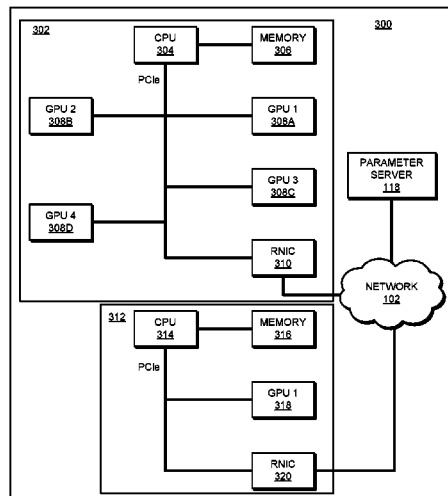 300
302
CPU
304
MEMORY
306
PCIe
GPU 2
308B
GPU 1
308A
GPU 3
308C
GPU 4
308D
RNIC
310
PARAMETER
SERVER
118
NETWORK
102
312
CPU
314
MEMORY
316
PCIe
GPU 1
318
RNIC
320